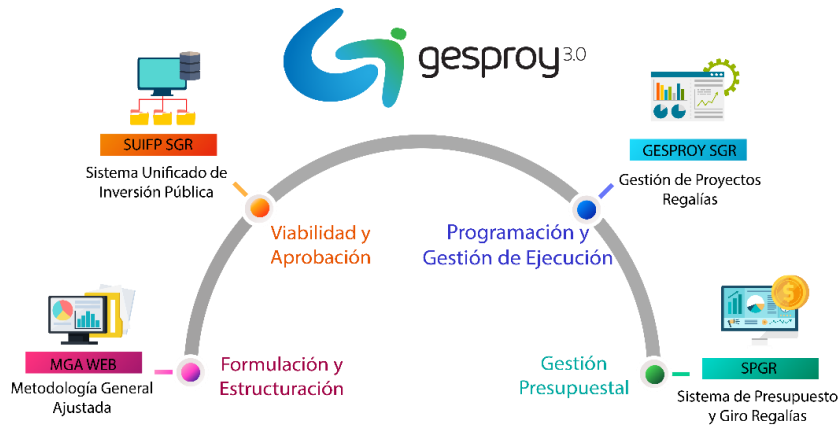 gesproy 3.0
SUIFP SGR
Sistema Unificado de
Inversión Pública
GESPROY SGR
Gestión de Proyectos
Regalías
Viabilidad y
Aprobación
Programación y
Gestión de Ejecución
MGA WEB
Metodología General
Ajustada
Formulación y
Estructuración
Gestión
Presupuestal
SPGR
Sistema de Presupuesto
y Giro Regalías